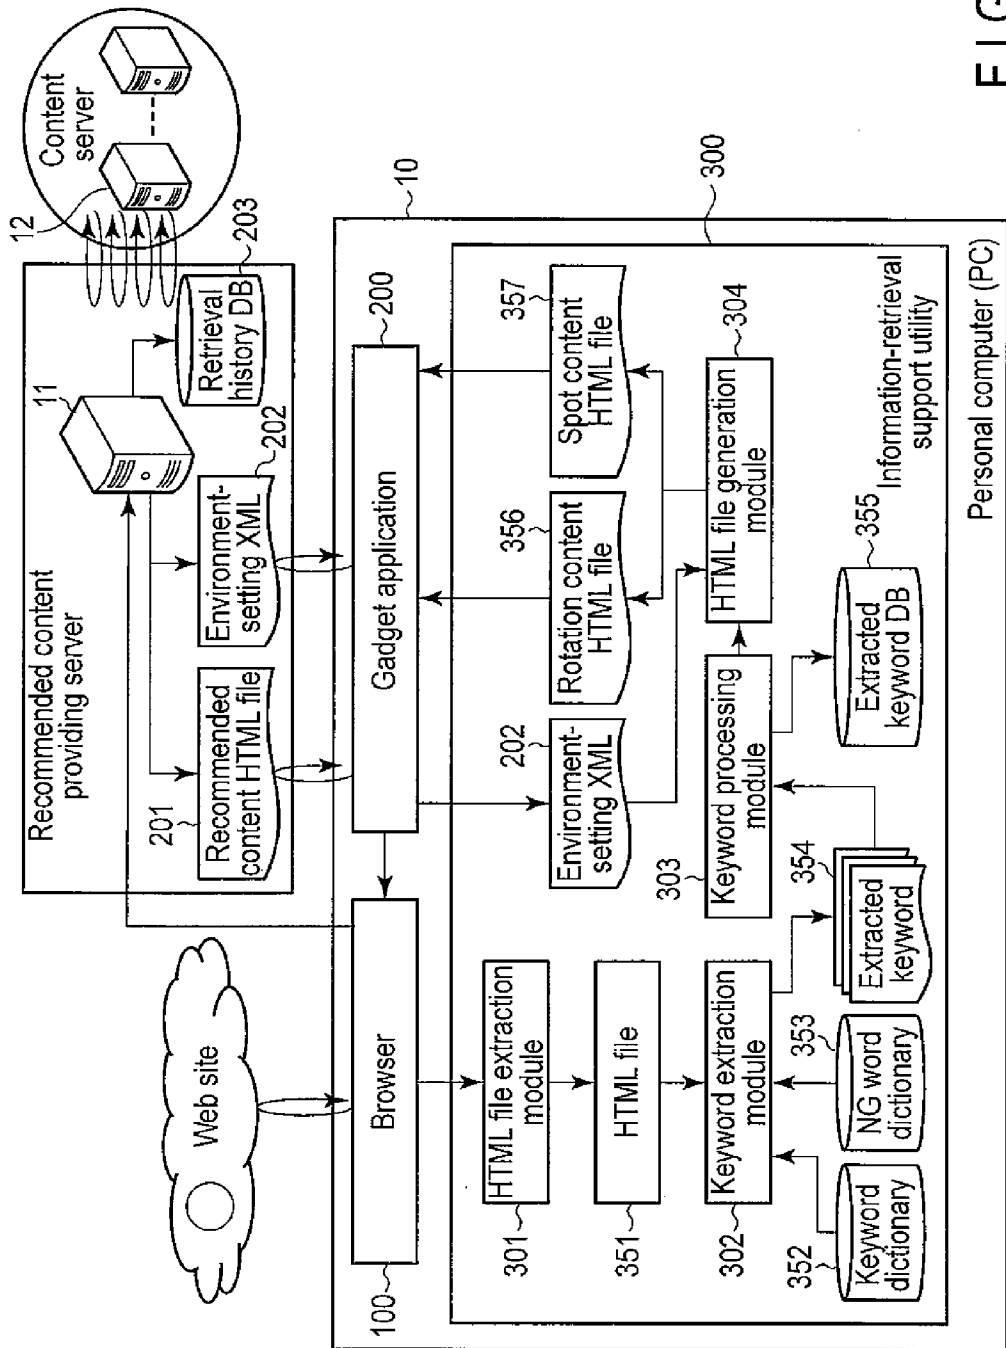 Web site
Recommended content
providing server
11
12
Content
server
201
Recommended
content HTML file
Environment-
setting XML
202
Retrieval
history DB
203
100
Browser
Gadget application
200
10
301
HTML file extraction
module
351
HTML file
302
Keyword extraction
module
352
Keyword
dictionary
NG word
dictionary
353
Extracted
keyword
354
Environment-
setting XML
202
Rotation content
HTML file
356
Spot content
HTML file
357
303
Keyword processing
module
HTML file generation
module
304
Extracted
keyword DB
355
300
Information-retrieval
support utility
Personal computer (PC)
FIG